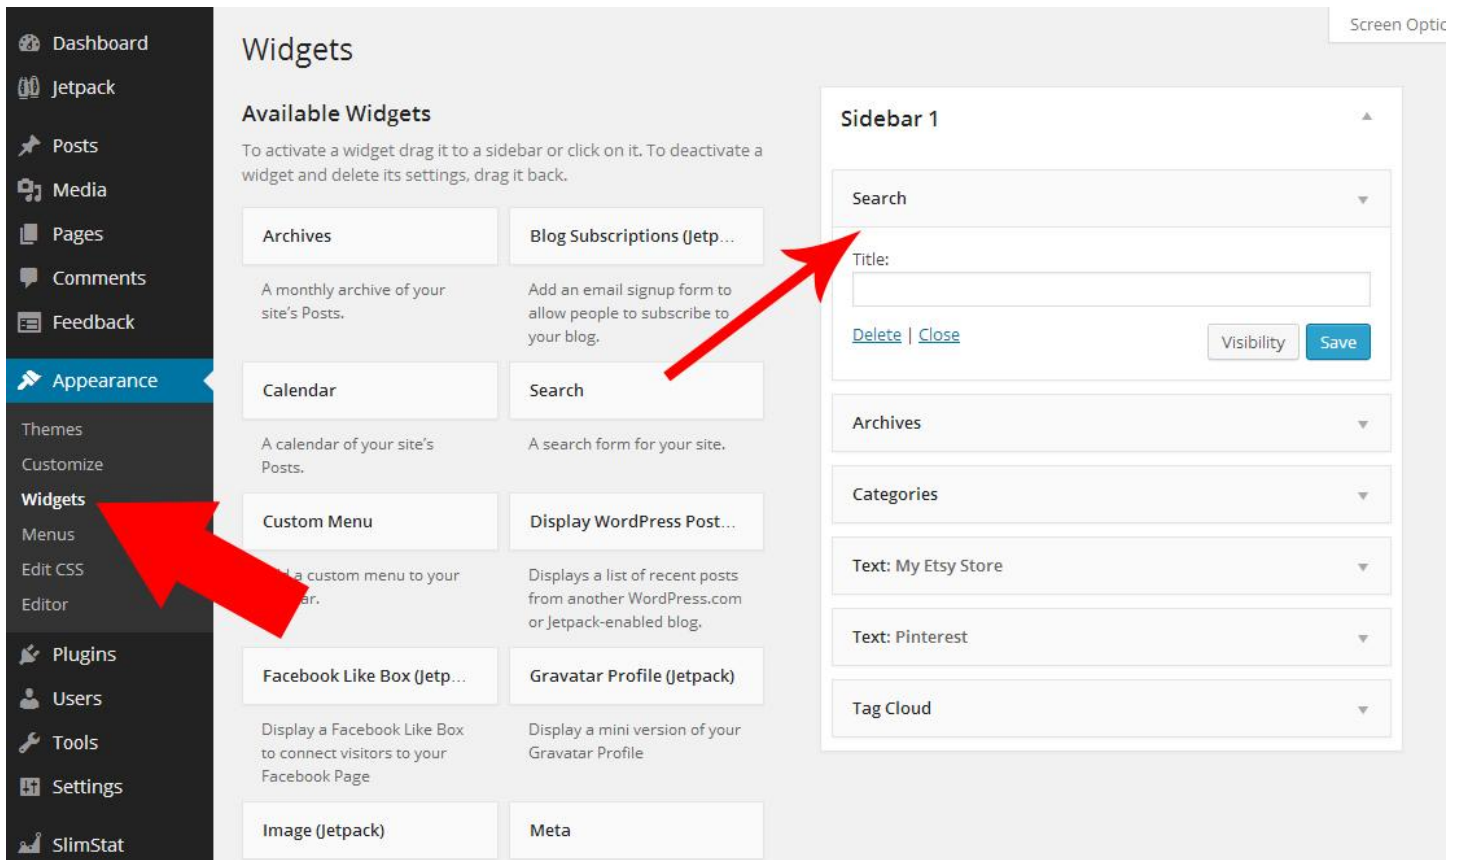 Dashboard
Jetpack
Posts
Media
Pages
Comments
Feedback
Appearance
Themes
Customize
Widgets
Menus
Edit CSS
Editor
Plugins
Users
Tools
Settings
SlimStat
Screen Optio
Widgets
Available Widgets
To activate a widget drag it to a sidebar or click on it. To deactivate a
widget and delete its settings, drag it back.
Archives
A monthly archive of your
site's Posts.
Blog Subscriptions (Jetp...
Add an email signup form to
allow people to subscribe to
your blog.
Calendar
A calendar of your site's
Posts.
Search
A search form for your site.
Custom Menu
a custom menu to your
Display WordPress Post...
Displays a list of recent posts
from another WordPress.com
or Jetpack-enabled blog.
Facebook Like Box (Jetp...
Display a Facebook Like Box
to connect visitors to your
Facebook Page
Gravatar Profile (Jetpack)
Display a mini version of your
Gravatar Profile
Image (Jetpack)
Meta
Sidebar 1
Search
Title:
Delete | Close
Visibility
Save
Archives
Categories
Text: My Etsy Store
Text: Pinterest
Tag Cloud